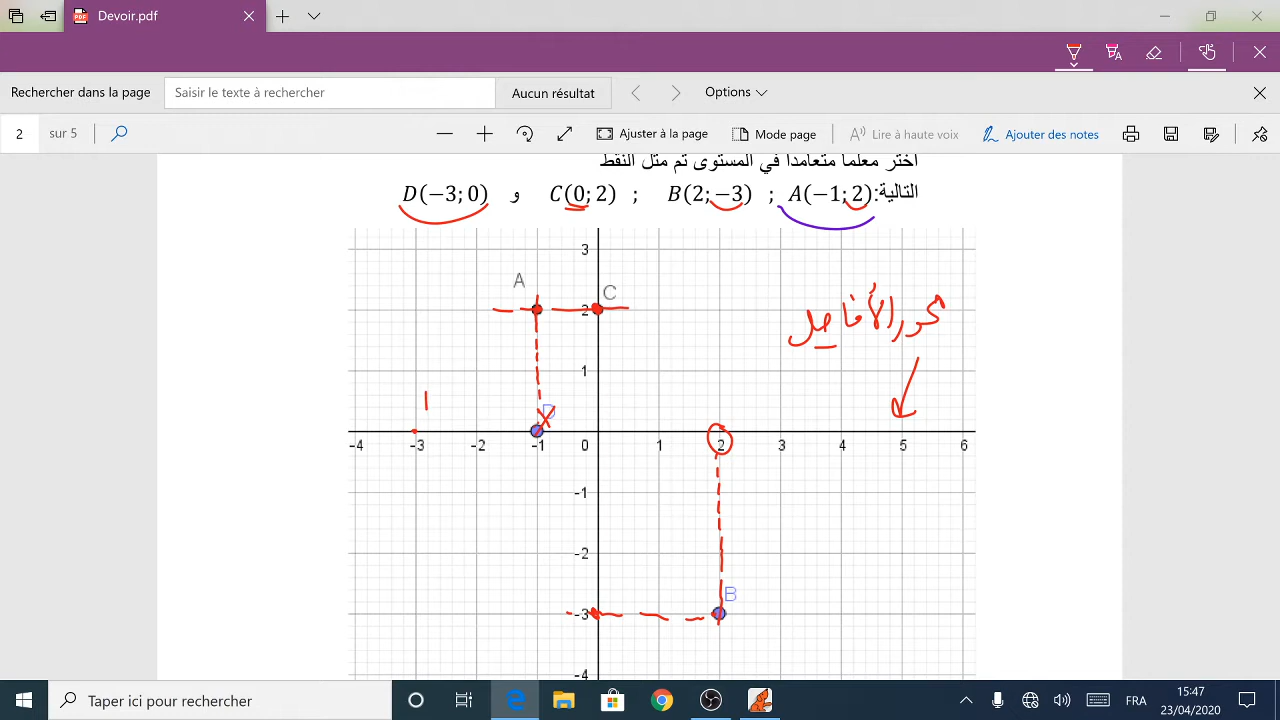 Devoir.pdf
Rechercher dans la page
Saisir le texte à rechercher
Aucun résultat
Options
2 sur 5
Ajuster à la page
Mode page
Lire à haute voix
Ajouter des notes
اختر معلما متعامدا في المستوى ثم مثل النقط
التالية: A(−1; 2) ; B(2; −3) ; C(0; 2) و D(−3; 0)
3
A
C
2
محور الأفاصيل
1
D
-4 -3 -2 -1 0 1 2 3 4 5 6
-1
-2
B
-3
-4
Taper ici pour rechercher
FRA
15:47
23/04/2020